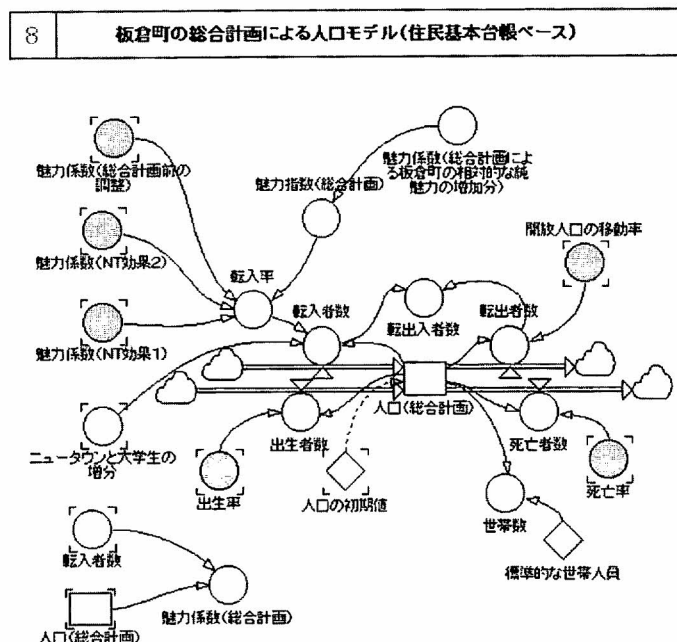 8
板倉町の総合計画による人口モデル(住民基本台帳ベース)
魅力係数(総合計画前の
調整)
魅力指数(総合計画)
魅力係数(総合計画によ
る板倉町の相対的な純
魅力の増加分)
開放人口の移動率
魅力係数(NT効果2)
転入率
転入者数
転出入者数
転出者数
魅力係数(NT効果1)
人口(総合計画)
ニュータウンと大学生の
増分
出生者数
死亡者数
出生率
人口の初期値
世帯数
死亡率
標準的な世帯人員
転入者数
魅力係数(総合計画)
人口(総合計画)